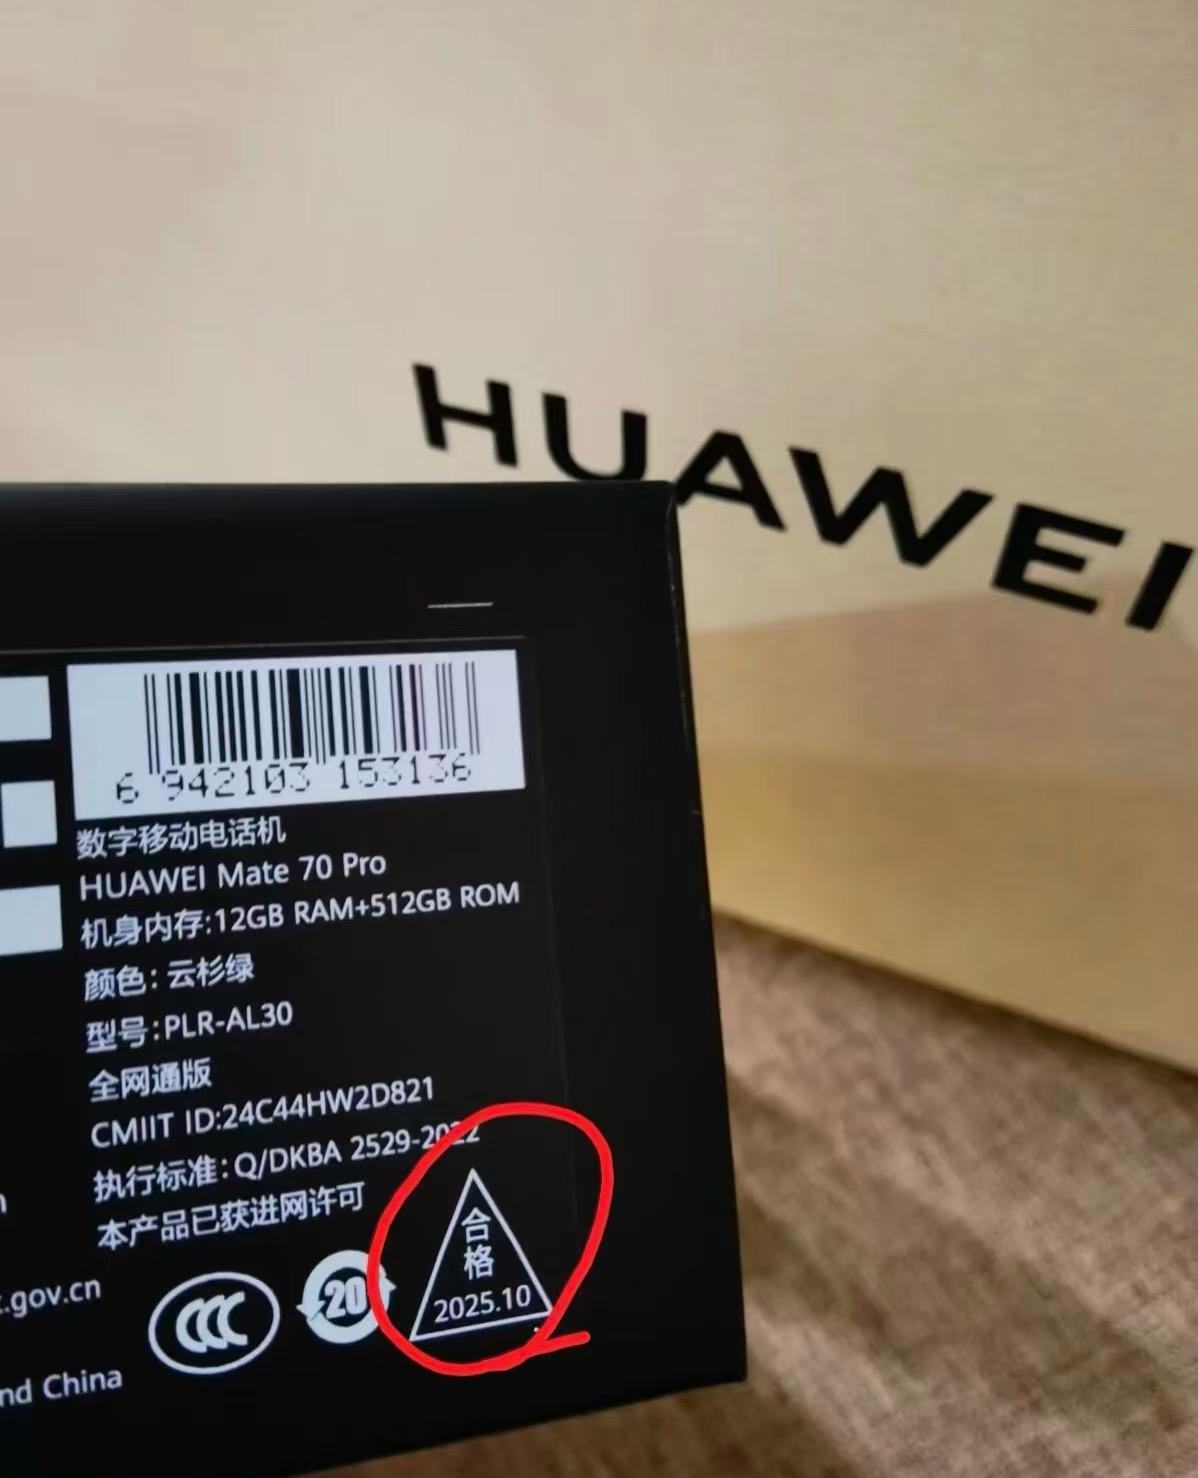 HUAWEI
6 942103 153136
数字移动电话机
HUAWEI Mate 70 Pro
机身内存:12GB RAM+512GB ROM
颜色: 云杉绿
型号:PLR-AL30
全网通版
CMIIT ID:24C44HW2D821
执行标准:Q/DKBA 2529-2022
本产品已获进网许可
.gov.cn
CCC
20
合
格
2025.10
nd China